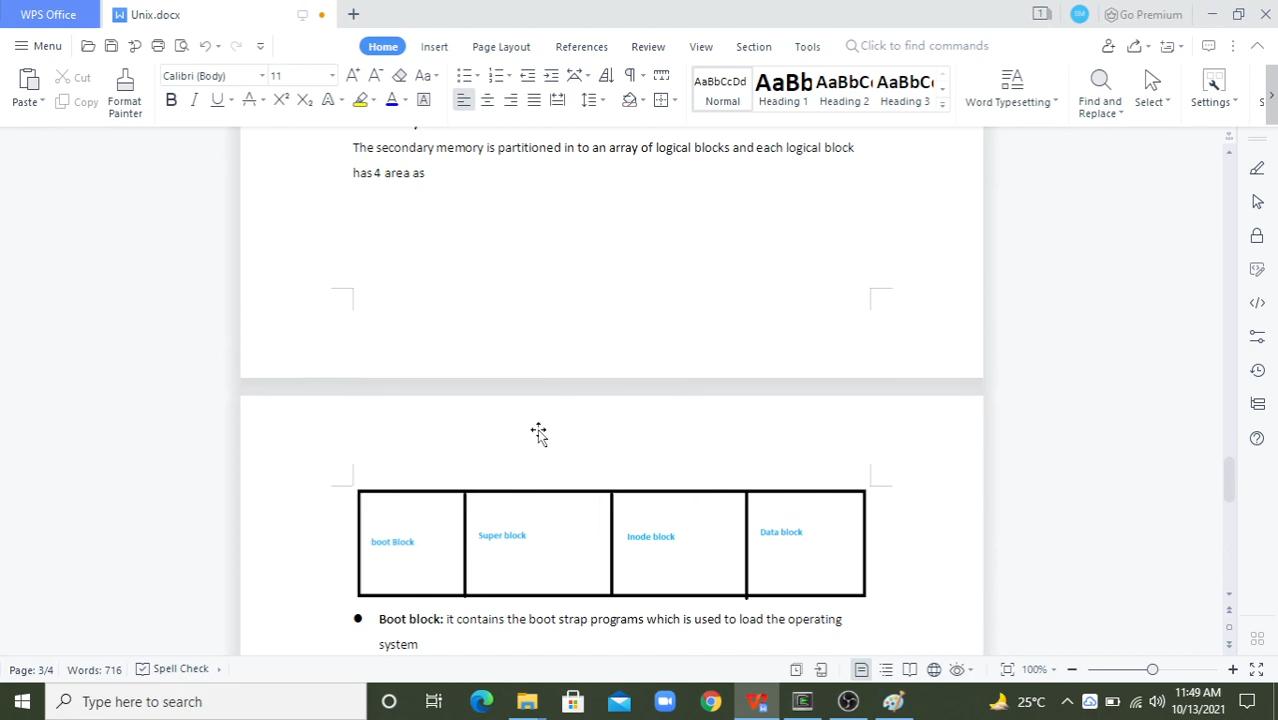 WPS Office
Unix.docx
Go Premium
Menu
Home
Insert
Page Layout
References
Review
View
Section
Tools
Click to find commands
Paste
Cut
Copy
Format
Painter
Calibri (Body)
11
AaBbCcDd
Normal
AaBb
Heading 1
AaBbC
Heading 2
AaBbC
Heading 3
Word Typesetting
Find and
Replace
Select
Settings
The secondary memory is partitioned in to an array of logical blocks and each logical block
has 4 area as
boot Block
Super block
Inode block
Data block
Boot block: it contains the boot strap programs which is used to load the operating
system
Page: 3/4
Words: 716
Spell Check
100%
Type here to search
25°C
11:49 AM
10/13/2021